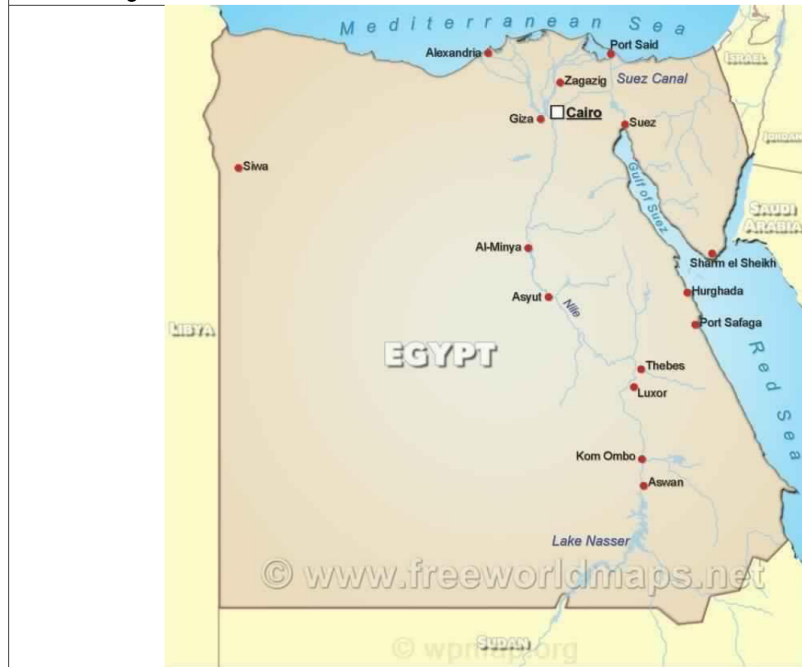 Mediterranean Sea
Alexandria
Port Said
ISRAEL
Zagazig
Suez Canal
Giza
Cairo
Suez
JORDAN
Siwa
Gulf of Suez
SAUDI
ARABIA
Al-Minya
Sharm el Sheikh
Asyut
Nile
Hurghada
Port Safaga
LIBYA
EGYPT
Red Sea
Thebes
Luxor
Kom Ombo
Aswan
Lake Nasser
© www.freeworldmaps.net
SUDAN
© wpmap.org